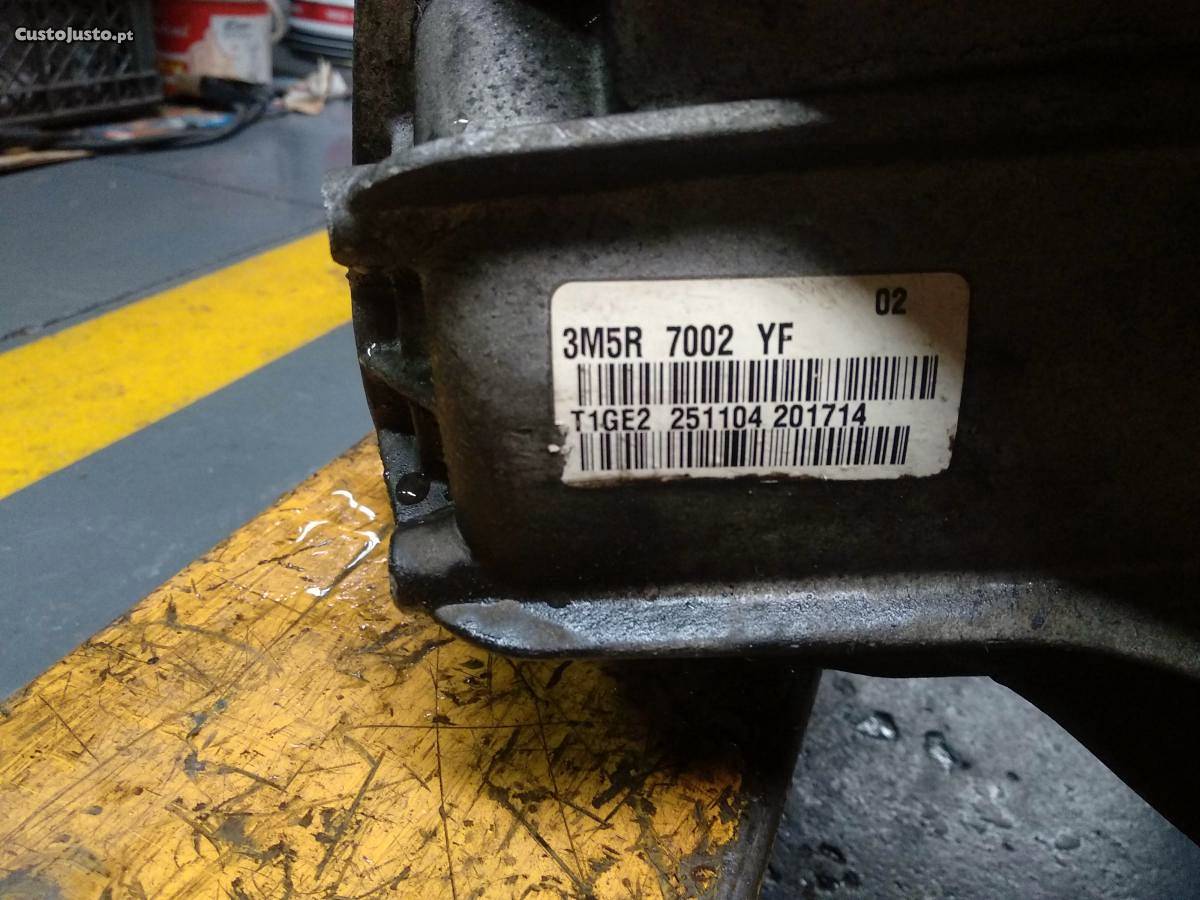 CustoJusto.pt
02
3M5R 7002 YF
T1GE2 251104 201714